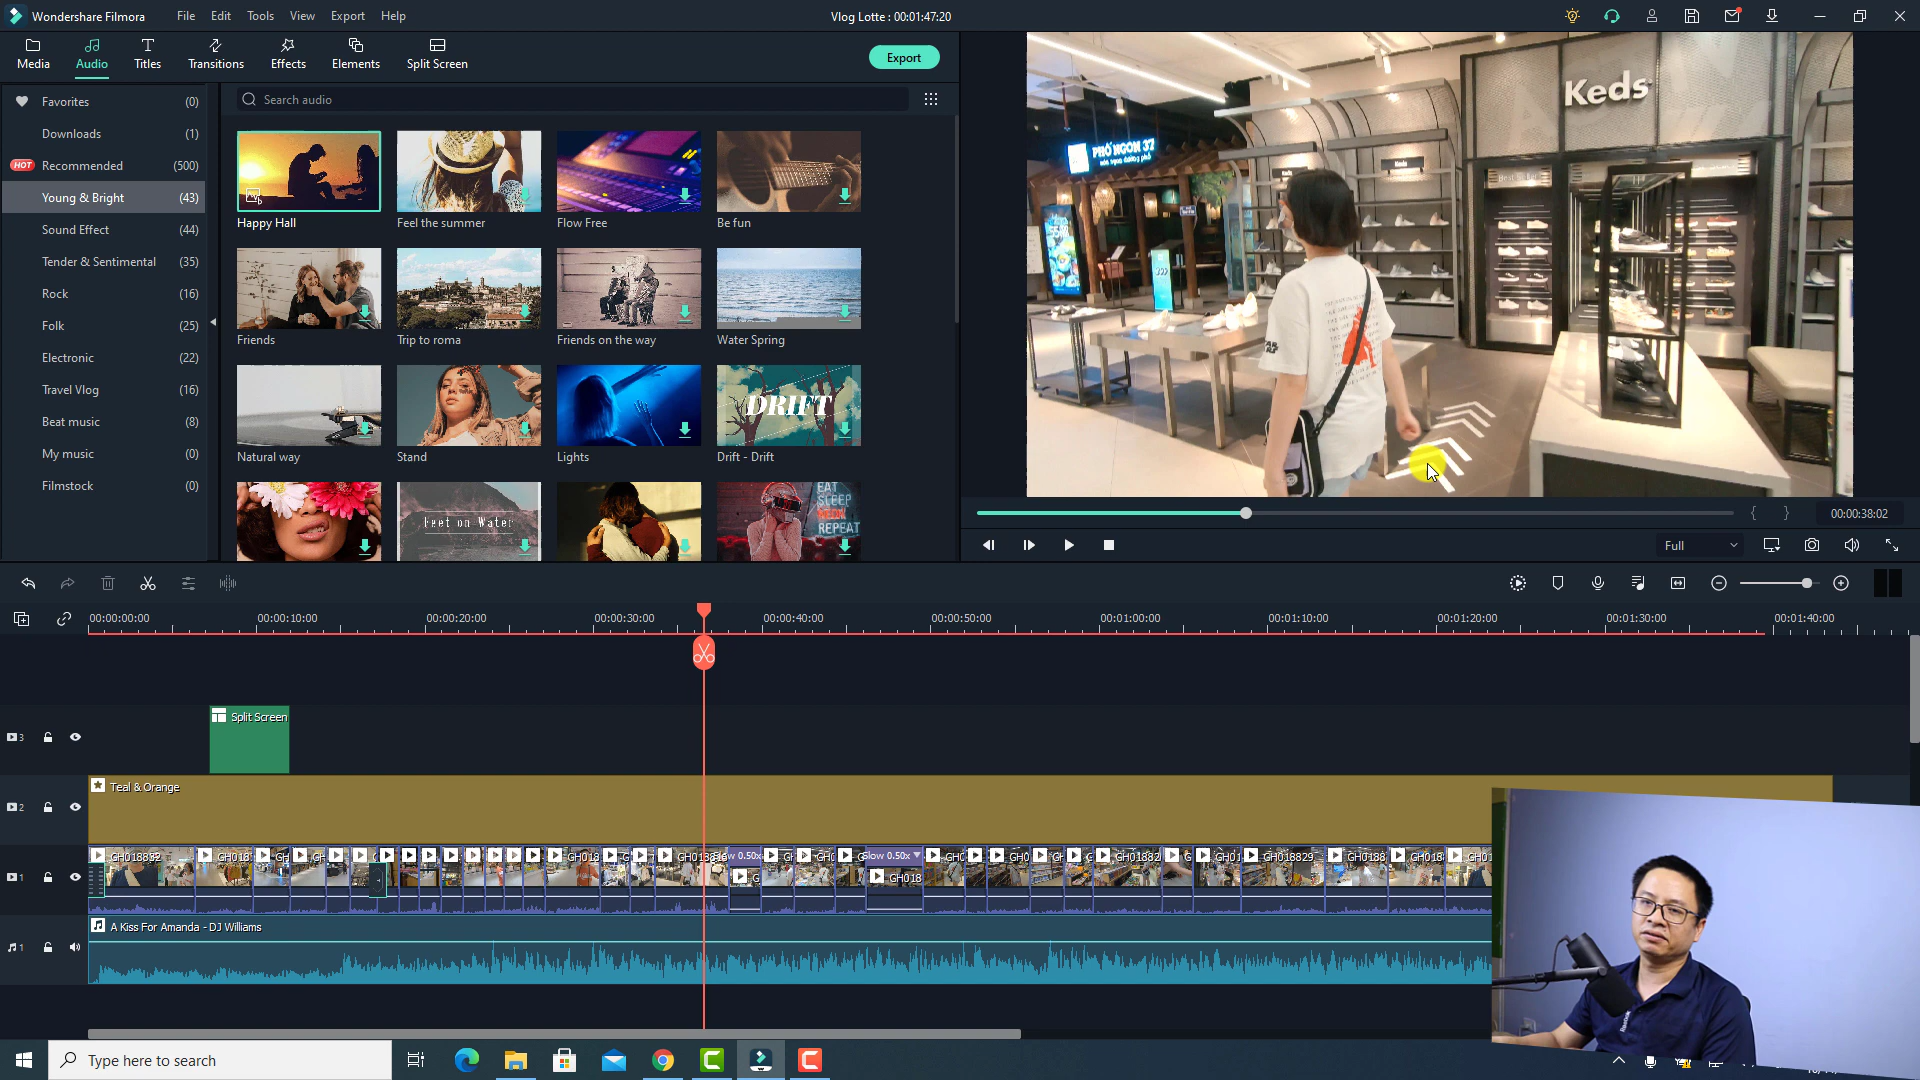 Wondershare Filmora
File Edit Tools View Export Help
Vlog Lotte : 00:01:47:20
Media Audio Titles Transitions Effects Elements Split Screen
Export
Favorites (0)
Downloads (1)
HOT Recommended (500)
Young & Bright (43)
Sound Effect (44)
Tender & Sentimental (35)
Rock (16)
Folk (25)
Electronic (22)
Travel Vlog (16)
Beat music (8)
My music (0)
Filmstock (0)
Search audio
Happy Hall Feel the summer Flow Free Be fun
Friends Trip to roma Friends on the way Water Spring
DRIFT
Natural way Stand Lights Drift - Drift
Feet on Water
EAT
SLEEP
NEON
REPEAT
Keds
PHỐ NGON 37
00:00:38:02
Full
00:00:00:00 00:00:10:00 00:00:20:00 00:00:30:00 00:00:40:00 00:00:50:00 00:01:00:00 00:01:10:00 00:01:20:00 00:01:30:00 00:01:40:00
3 Split Screen
2 Teal & Orange
1 GH018832 GH018 GH018 Slow 0.50x GH018 GH018829 GH0188 GH018
1 A Kiss For Amanda - DJ Williams
Type here to search